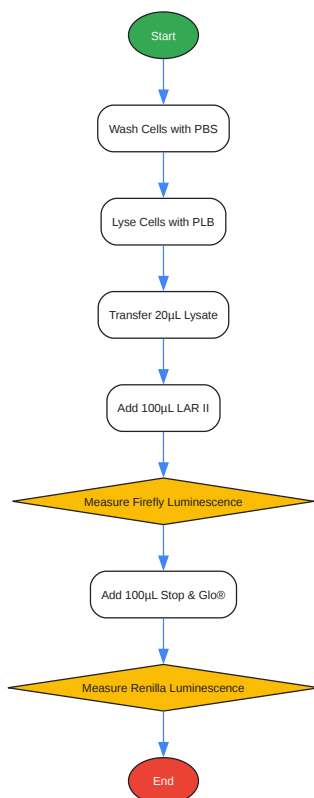 Start
Wash Cells with PBS
Lyse Cells with PLB
Transfer 20µL Lysate
Add 100µL LAR II
Measure Firefly Luminescence
Add 100µL Stop & Glo®
Measure Renilla Luminescence
End